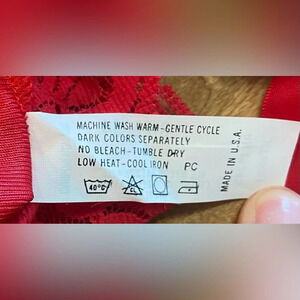 MACHINE WASH WARM-GENTLE CYCLE
DARK COLORS SEPARATELY
NO BLEACH-TUMBLE DRY
LOW HEAT-COOL IRON PC
40°C CL
MADE IN U.S.A.